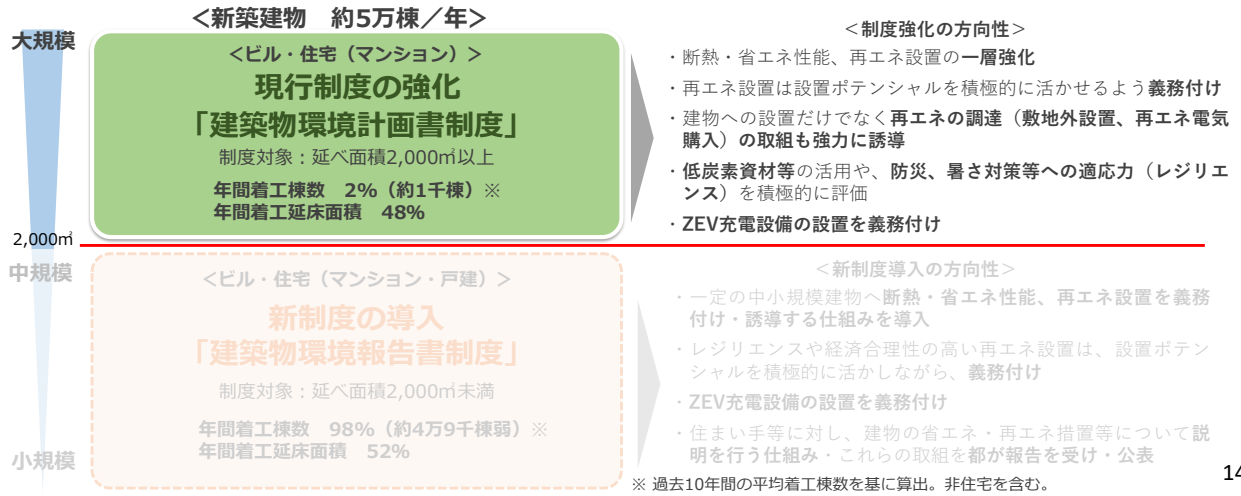 ＜新築建物　約5万棟／年＞
大規模
＜ビル・住宅（マンション）＞
現行制度の強化
「建築物環境計画書制度」
制度対象：延べ面積2,000㎡以上
年間着工棟数　2%（約1千棟）※
年間着工延床面積　48%
＜制度強化の方向性＞
・断熱・省エネ性能、再エネ設置の一層強化
・再エネ設置は設置ポテンシャルを積極的に活かせるよう義務付け
・建物への設置だけでなく再エネの調達（敷地外設置、再エネ電気
購入）の取組も強力に誘導
・低炭素資材等の活用や、防災、暑さ対策等への適応力（レジリエ
ンス）を積極的に評価
・ZEV充電設備の設置を義務付け
2,000㎡
中規模
＜ビル・住宅（マンション・戸建）＞
新制度の導入
「建築物環境報告書制度」
制度対象：延べ面積2,000㎡未満
年間着工棟数　98%（約4万9千棟弱）※
年間着工延床面積　52%
小規模
＜新制度導入の方向性＞
・一定の中小規模建物へ断熱・省エネ性能、再エネ設置を義務
付け・誘導する仕組みを導入
・レジリエンスや経済合理性の高い再エネ設置は、設置ポテン
シャルを積極的に活かしながら、義務付け
・ZEV充電設備の設置を義務付け
・住まい手等に対し、建物の省エネ・再エネ措置等について説
明を行う仕組み・これらの取組を都が報告を受け・公表
※ 過去10年間の平均着工棟数を基に算出。非住宅を含む。
14